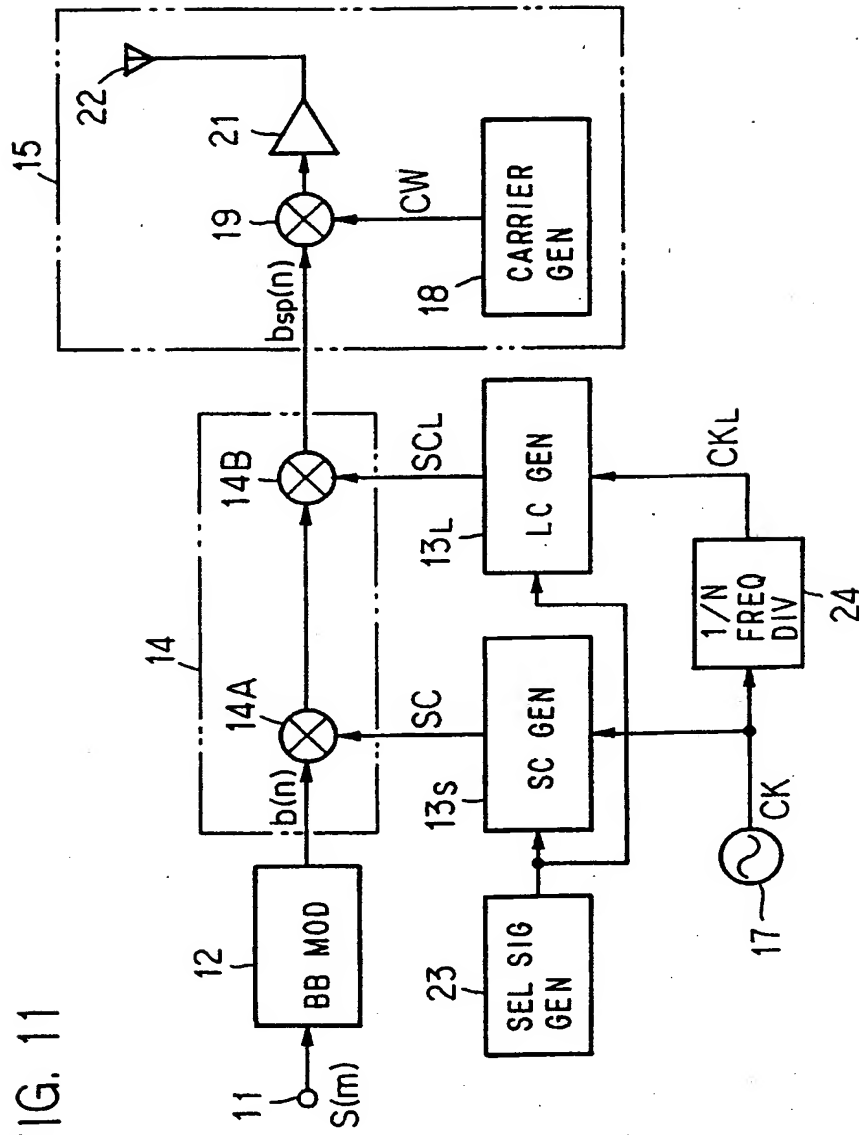 FIG. 11
11
S(m)
12
BB MOD
b(n)
14
14A
14B
bsp(n)
15
19
21
22
CW
18
CARRIER
GEN
SC
SCL
13S
SC GEN
13L
LC GEN
23
SEL SIG
GEN
17
CK
1/N
FREQ
DIV
24
CKL